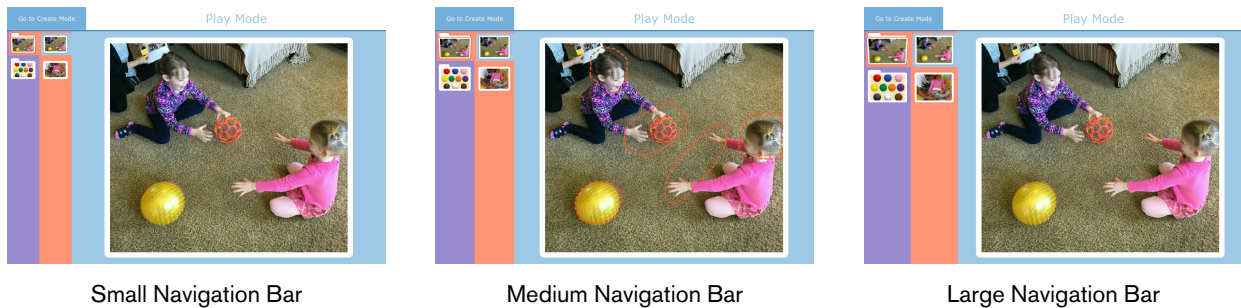 Go to Create Mode
Play Mode
Go to Create Mode
Play Mode
Go to Create Mode
Play Mode
Small Navigation Bar
Medium Navigation Bar
Large Navigation Bar